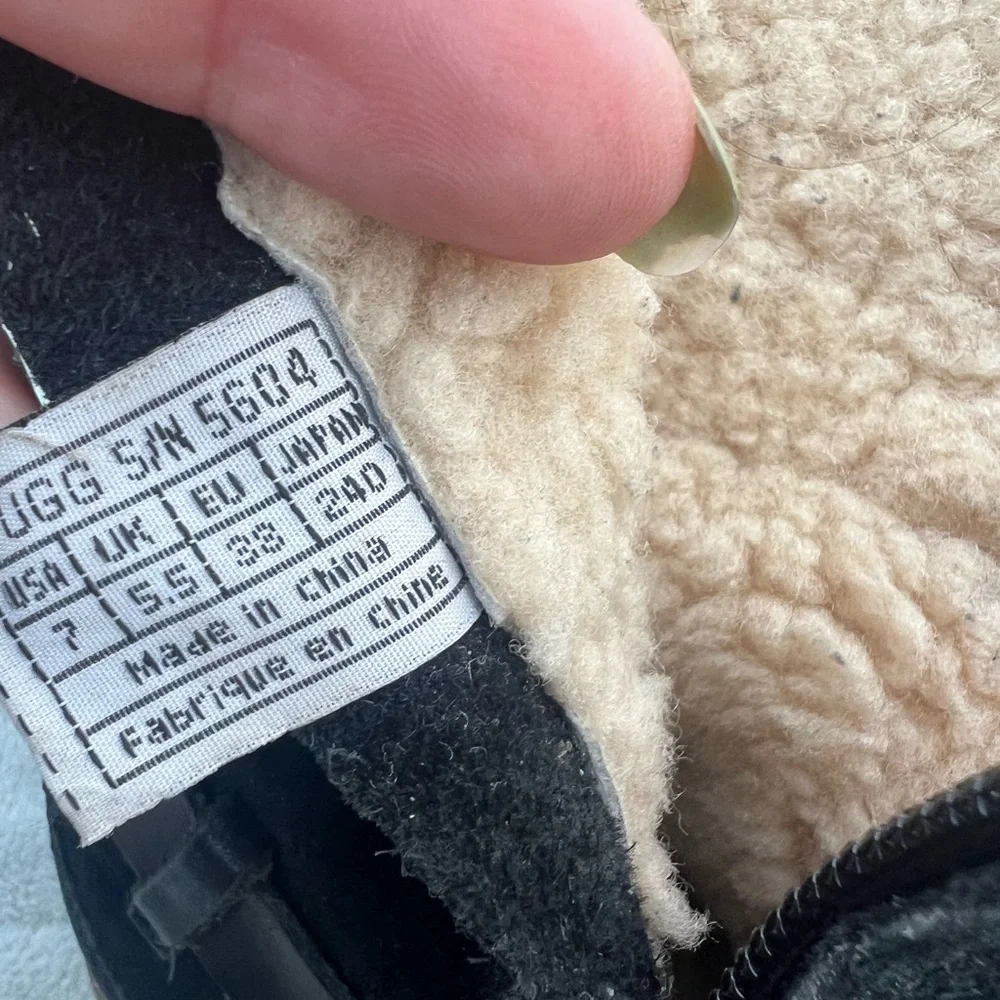 UGG S/N 5604
USA UK EU JAPAN
7 5.5 38 240
Made in china
Fabrique en chine